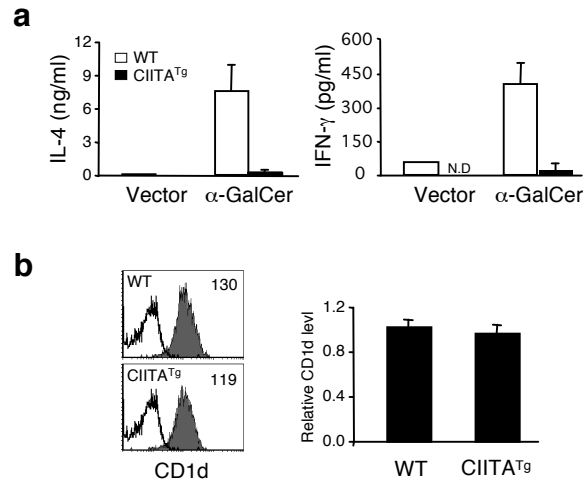 a
12
9
6
3
0
IL-4 (ng/ml)
WT
CIITATg
Vector
α-GalCer
600
450
300
150
0
IFN-γ (pg/ml)
N.D
Vector
α-GalCer
b
WT
130
CIITATg
119
CD1d
1.2
0.8
0.4
0.0
Relative CD1d levl
WT
CIITATg